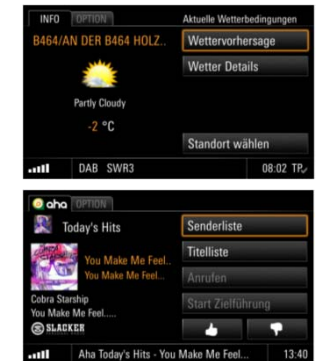 INFO OPTION Aktuelle Wetterbedingungen
B464/AN DER B464 HOLZ.. Wettervorhersage
Wetter Details
Partly Cloudy
-2 °C
Standort wählen
DAB SWR3 08:02 TP
aha OPTION
Today's Hits Senderliste
Titelliste
You Make Me Feel..
You Make Me Feel... Anrufen
Cobra Starship Start Zielführung
You Make Me Feel.....
SLACKER
Aha Today's Hits - You Make Me Feel... 13:40